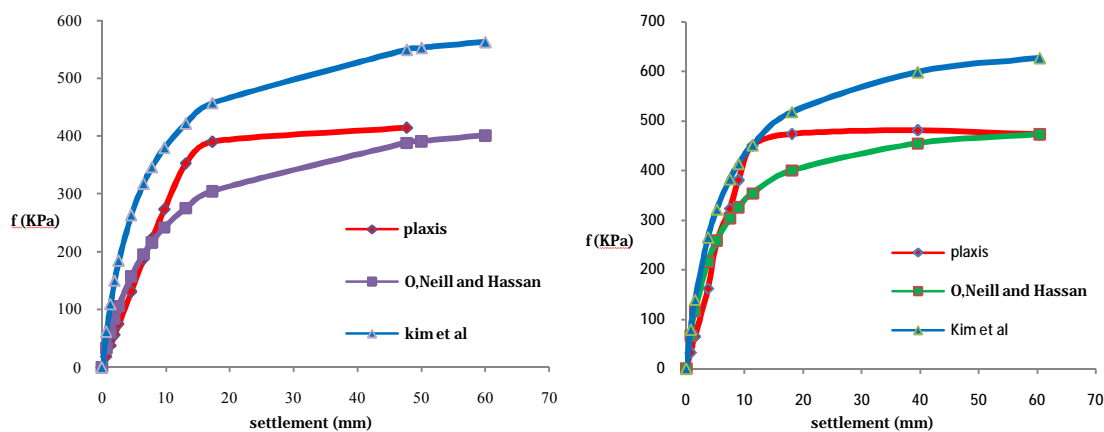 600
500
400
300
200
100
0
f (KPa)
plaxis
O,Neill and Hassan
kim et al
0 10 20 30 40 50 60 70
settlement (mm)
700
600
500
400
300
200
100
0
f (KPa)
plaxis
O,Neill and Hassan
Kim et al
0 10 20 30 40 50 60 70
settlement (mm)